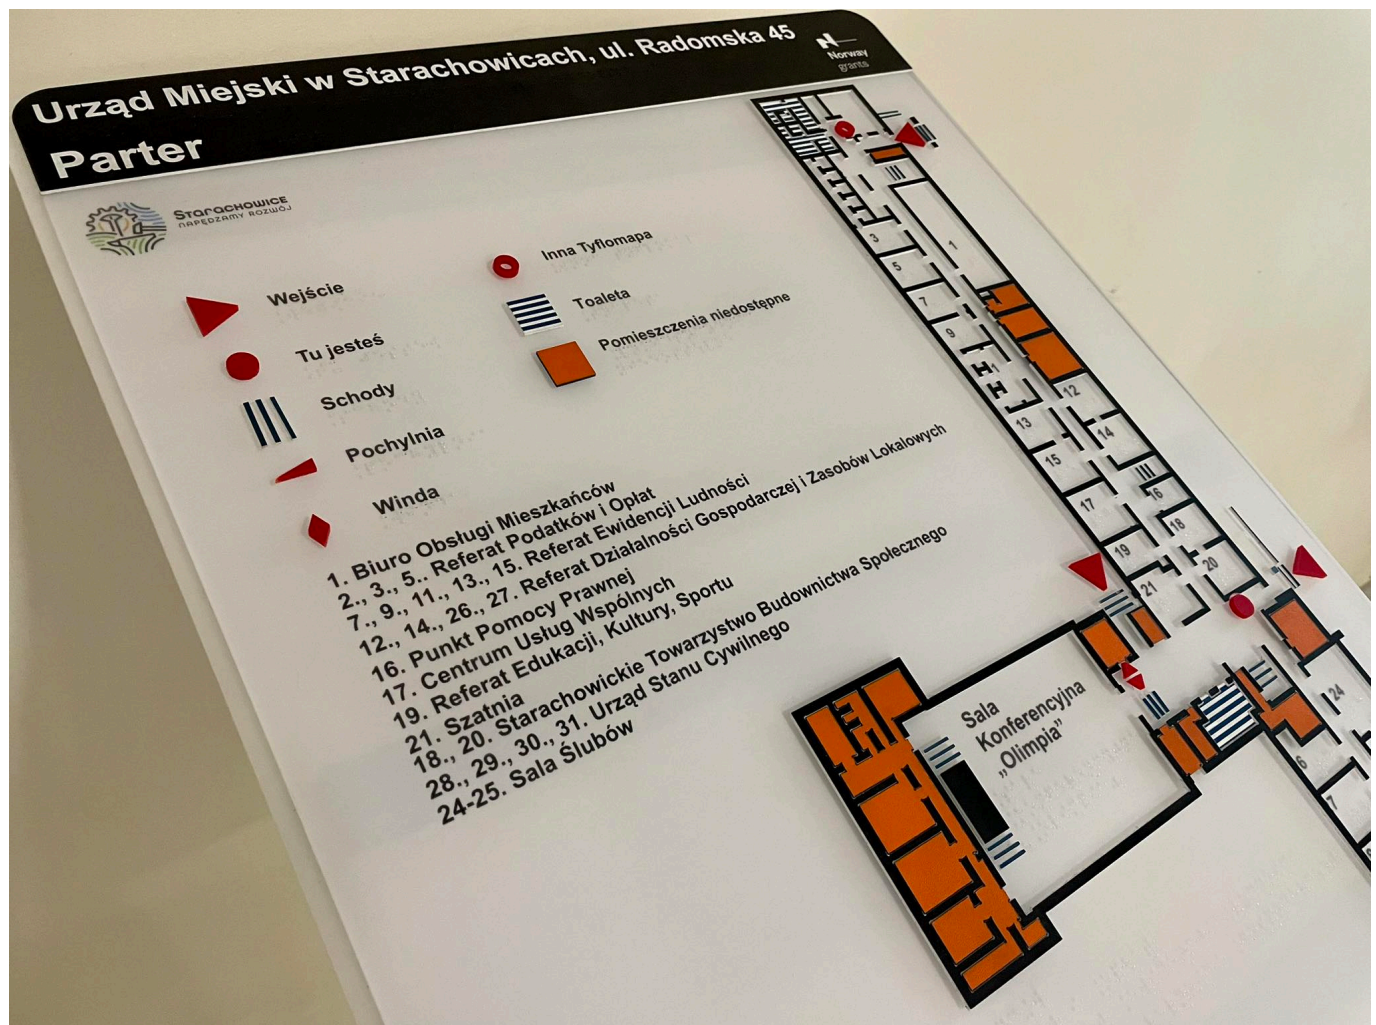 Urząd Miejski w Starachowicach, ul. Radomska 45
Parter
Norway
grants
STARACHOWICE
NAPĘDZAMY ROZWÓJ
Wejście
Tu jesteś
Schody
Pochylnia
Winda
Inna Tyflomapa
Toaleta
Pomieszczenia niedostępne
1. Biuro Obsługi Mieszkańców
2., 3., 5.. Referat Podatków i Opłat
7., 9., 11., 13., 15. Referat Ewidencji Ludności
12., 14., 26., 27. Referat Działalności Gospodarczej i Zasobów Lokalowych
16. Punkt Pomocy Prawnej
17. Centrum Usług Wspólnych
19. Referat Edukacji, Kultury, Sportu
21. Szatnia
18., 20. Starachowickie Towarzystwo Budownictwa Społecznego
28., 29., 30., 31. Urząd Stanu Cywilnego
24-25. Sala Ślubów
1
3
5
7
9
12
13
14
15
16
17
18
19
20
21
24
6
7
Sala
Konferencyjna
„Olimpia”